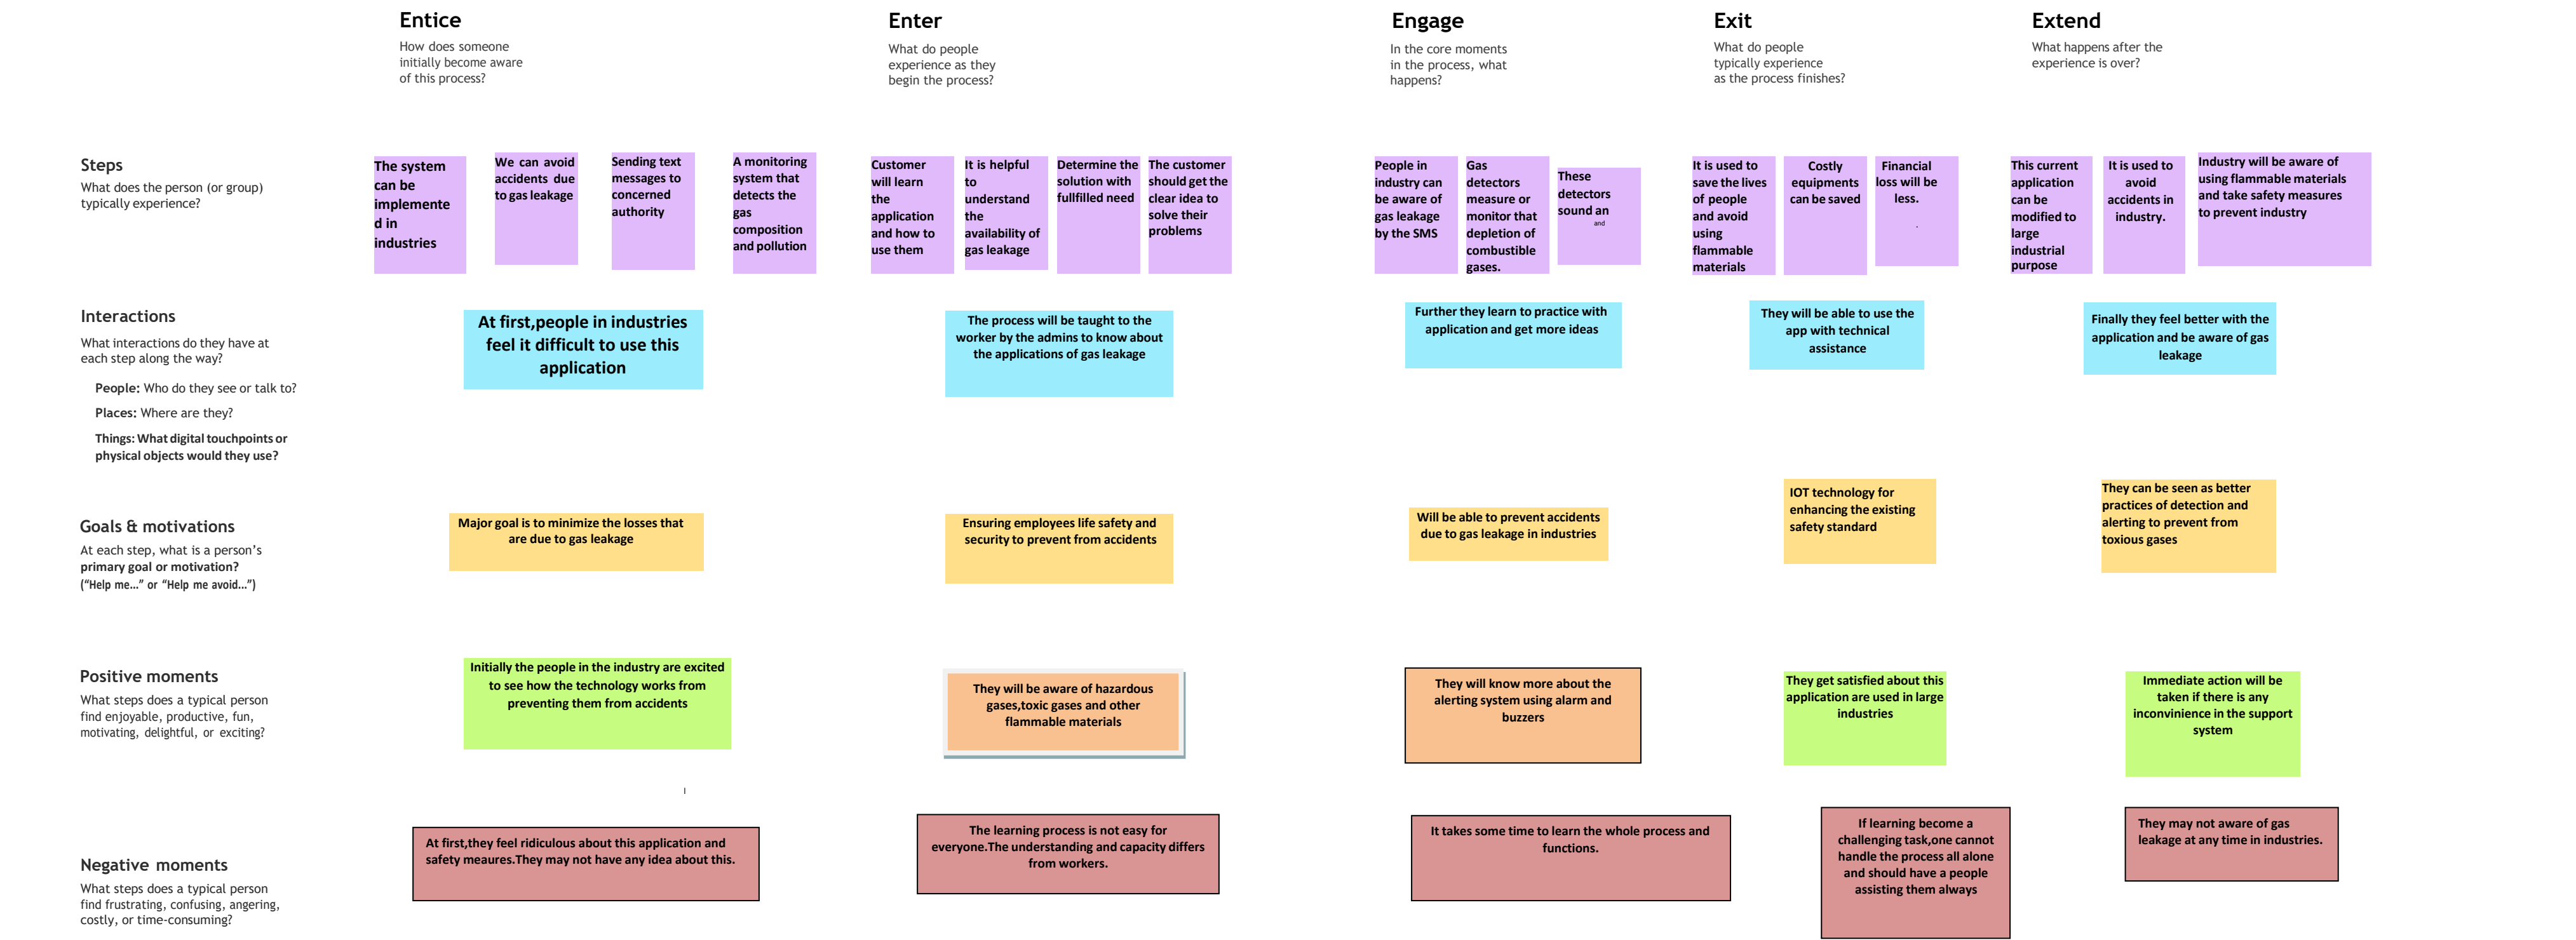 Entice
How does someone
initially become aware
of this process?
Enter
What do people
experience as they
begin the process?
Engage
In the core moments
in the process, what
happens?
Exit
What do people
typically experience
as the process finishes?
Extend
What happens after the
experience is over?
Steps
What does the person (or group)
typically experience?
The system
can be
implemente
d in
industries
We can avoid
accidents due
to gas leakage
Sending text
messages to
concerned
authority
A monitoring
system that
detects the
gas
composition
and pollution
Customer
will learn
the
application
and how to
use them
It is helpful
to
understand
the
availability of
gas leakage
Determine the
solution with
fullfilled need
The customer
should get the
clear idea to
solve their
problems
People in
industry can
be aware of
gas leakage
by the SMS
Gas
detectors
measure or
monitor that
depletion of
combustible
gases.
These
detectors
sound an
and
It is used to
save the lives
of people
and avoid
using
flammable
materials
Costly
equipments
can be saved
Financial
loss will be
less.
.
This current
application
can be
modified to
large
industrial
purpose
It is used to
avoid
accidents in
industry.
Industry will be aware of
using flammable materials
and take safety measures
to prevent industry
Interactions
What interactions do they have at
each step along the way?
People: Who do they see or talk to?
Places: Where are they?
Things: What digital touchpoints or
physical objects would they use?
At first,people in industries
feel it difficult to use this
application
The process will be taught to the
worker by the admins to know about
the applications of gas leakage
Further they learn to practice with
application and get more ideas
They will be able to use the
app with technical
assistance
Finally they feel better with the
application and be aware of gas
leakage
Goals & motivations
At each step, what is a person's
primary goal or motivation?
("Help me..." or "Help me avoid...")
Major goal is to minimize the losses that
are due to gas leakage
Ensuring employees life safety and
security to prevent from accidents
Will be able to prevent accidents
due to gas leakage in industries
IOT technology for
enhancing the existing
safety standard
They can be seen as better
practices of detection and
alerting to prevent from
toxious gases
Positive moments
What steps does a typical person
find enjoyable, productive, fun,
motivating, delightful, or exciting?
Initially the people in the industry are excited
to see how the technology works from
preventing them from accidents
They will be aware of hazardous
gases,toxic gases and other
flammable materials
They will know more about the
alerting system using alarm and
buzzers
They get satisfied about this
application are used in large
industries
Immediate action will be
taken if there is any
inconvinience in the support
system
Negative moments
What steps does a typical person
find frustrating, confusing, angering,
costly, or time-consuming?
At first,they feel ridiculous about this application and
safety meaures.They may not have any idea about this.
The learning process is not easy for
everyone.The understanding and capacity differs
from workers.
It takes some time to learn the whole process and
functions.
If learning become a
challenging task,one cannot
handle the process all alone
and should have a people
assisting them always
They may not aware of gas
leakage at any time in industries.